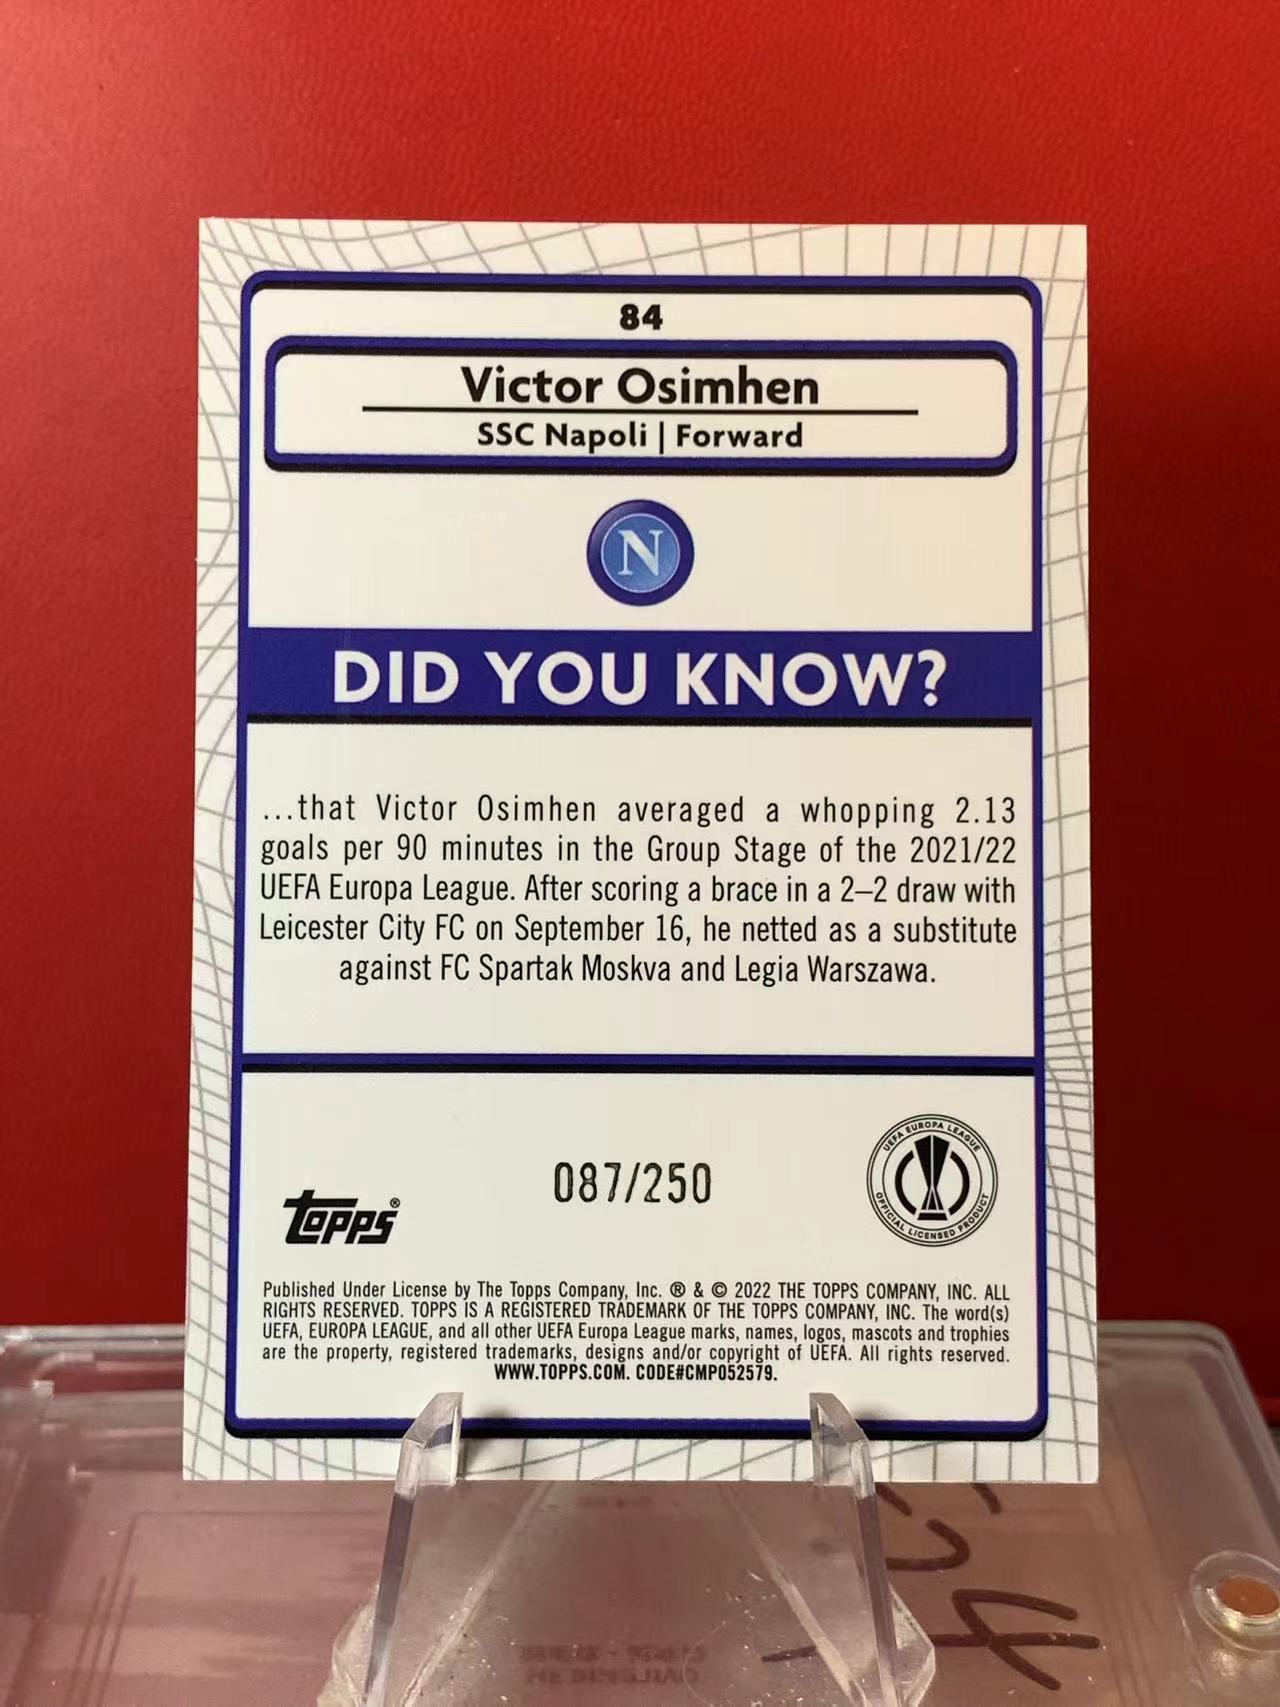 84
Victor Osimhen
SSC Napoli | Forward
N
DID YOU KNOW?
...that Victor Osimhen averaged a whopping 2.13
goals per 90 minutes in the Group Stage of the 2021/22
UEFA Europa League. After scoring a brace in a 2–2 draw with
Leicester City FC on September 16, he netted as a substitute
against FC Spartak Moskva and Legia Warszawa.
topps®
087/250
UEFA EUROPA LEAGUE
OFFICIAL LICENSED PRODUCT
Published Under License by The Topps Company, Inc. ® & © 2022 THE TOPPS COMPANY, INC. ALL
RIGHTS RESERVED. TOPPS IS A REGISTERED TRADEMARK OF THE TOPPS COMPANY, INC. The word(s)
UEFA, EUROPA LEAGUE, and all other UEFA Europa League marks, names, logos, mascots and trophies
are the property, registered trademarks, designs and/or copyright of UEFA. All rights reserved.
WWW.TOPPS.COM. CODE#CMP052579.